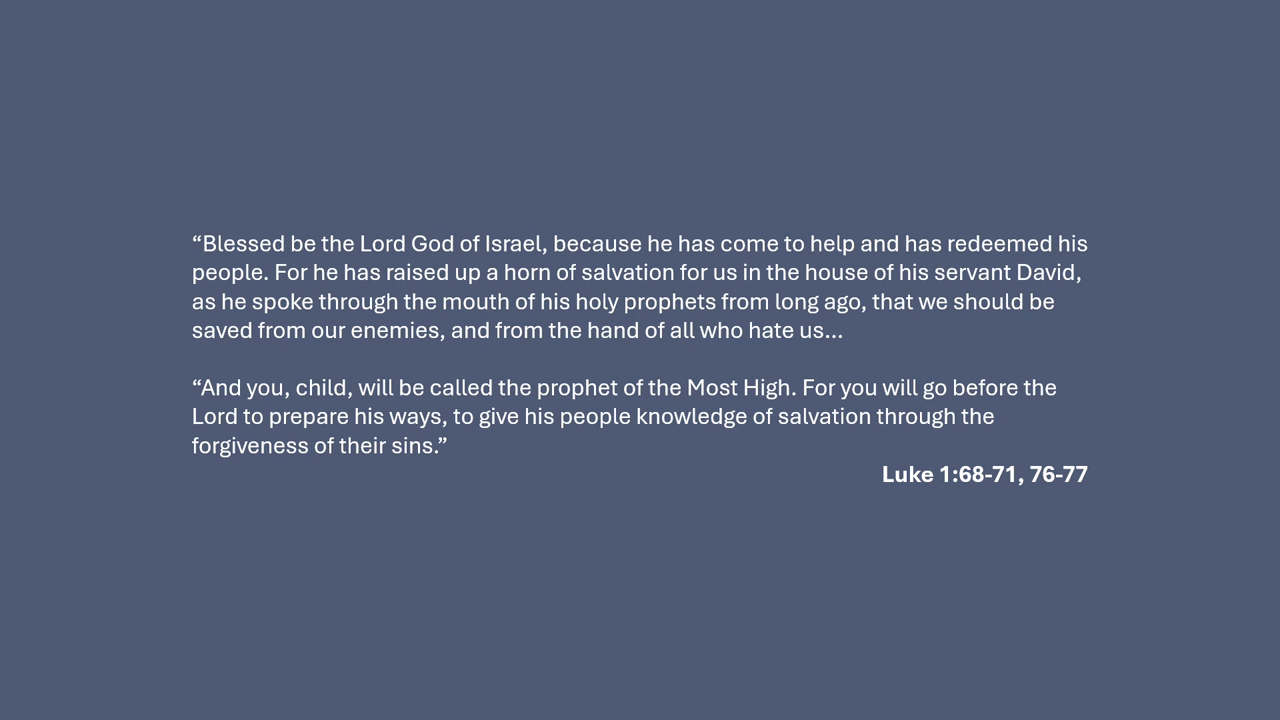 “Blessed be the Lord God of Israel, because he has come to help and has redeemed his
people. For he has raised up a horn of salvation for us in the house of his servant David,
as he spoke through the mouth of his holy prophets from long ago, that we should be
saved from our enemies, and from the hand of all who hate us…
“And you, child, will be called the prophet of the Most High. For you will go before the
Lord to prepare his ways, to give his people knowledge of salvation through the
forgiveness of their sins.”
Luke 1:68-71, 76-77